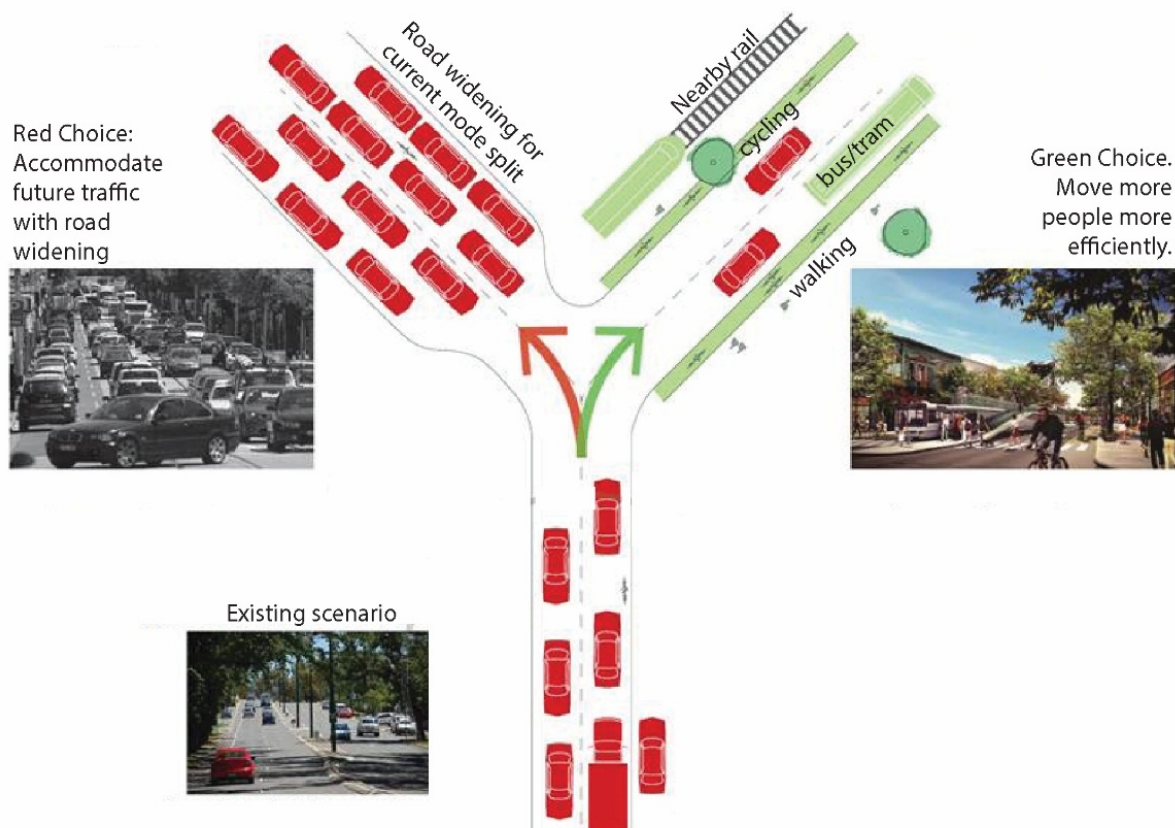 Red Choice:
Accommodate
future traffic
with road
widening
Road widening for
current mode split
Nearby rail
cycling
bus/tram
walking
Green Choice.
Move more
people more
efficiently.
Existing scenario